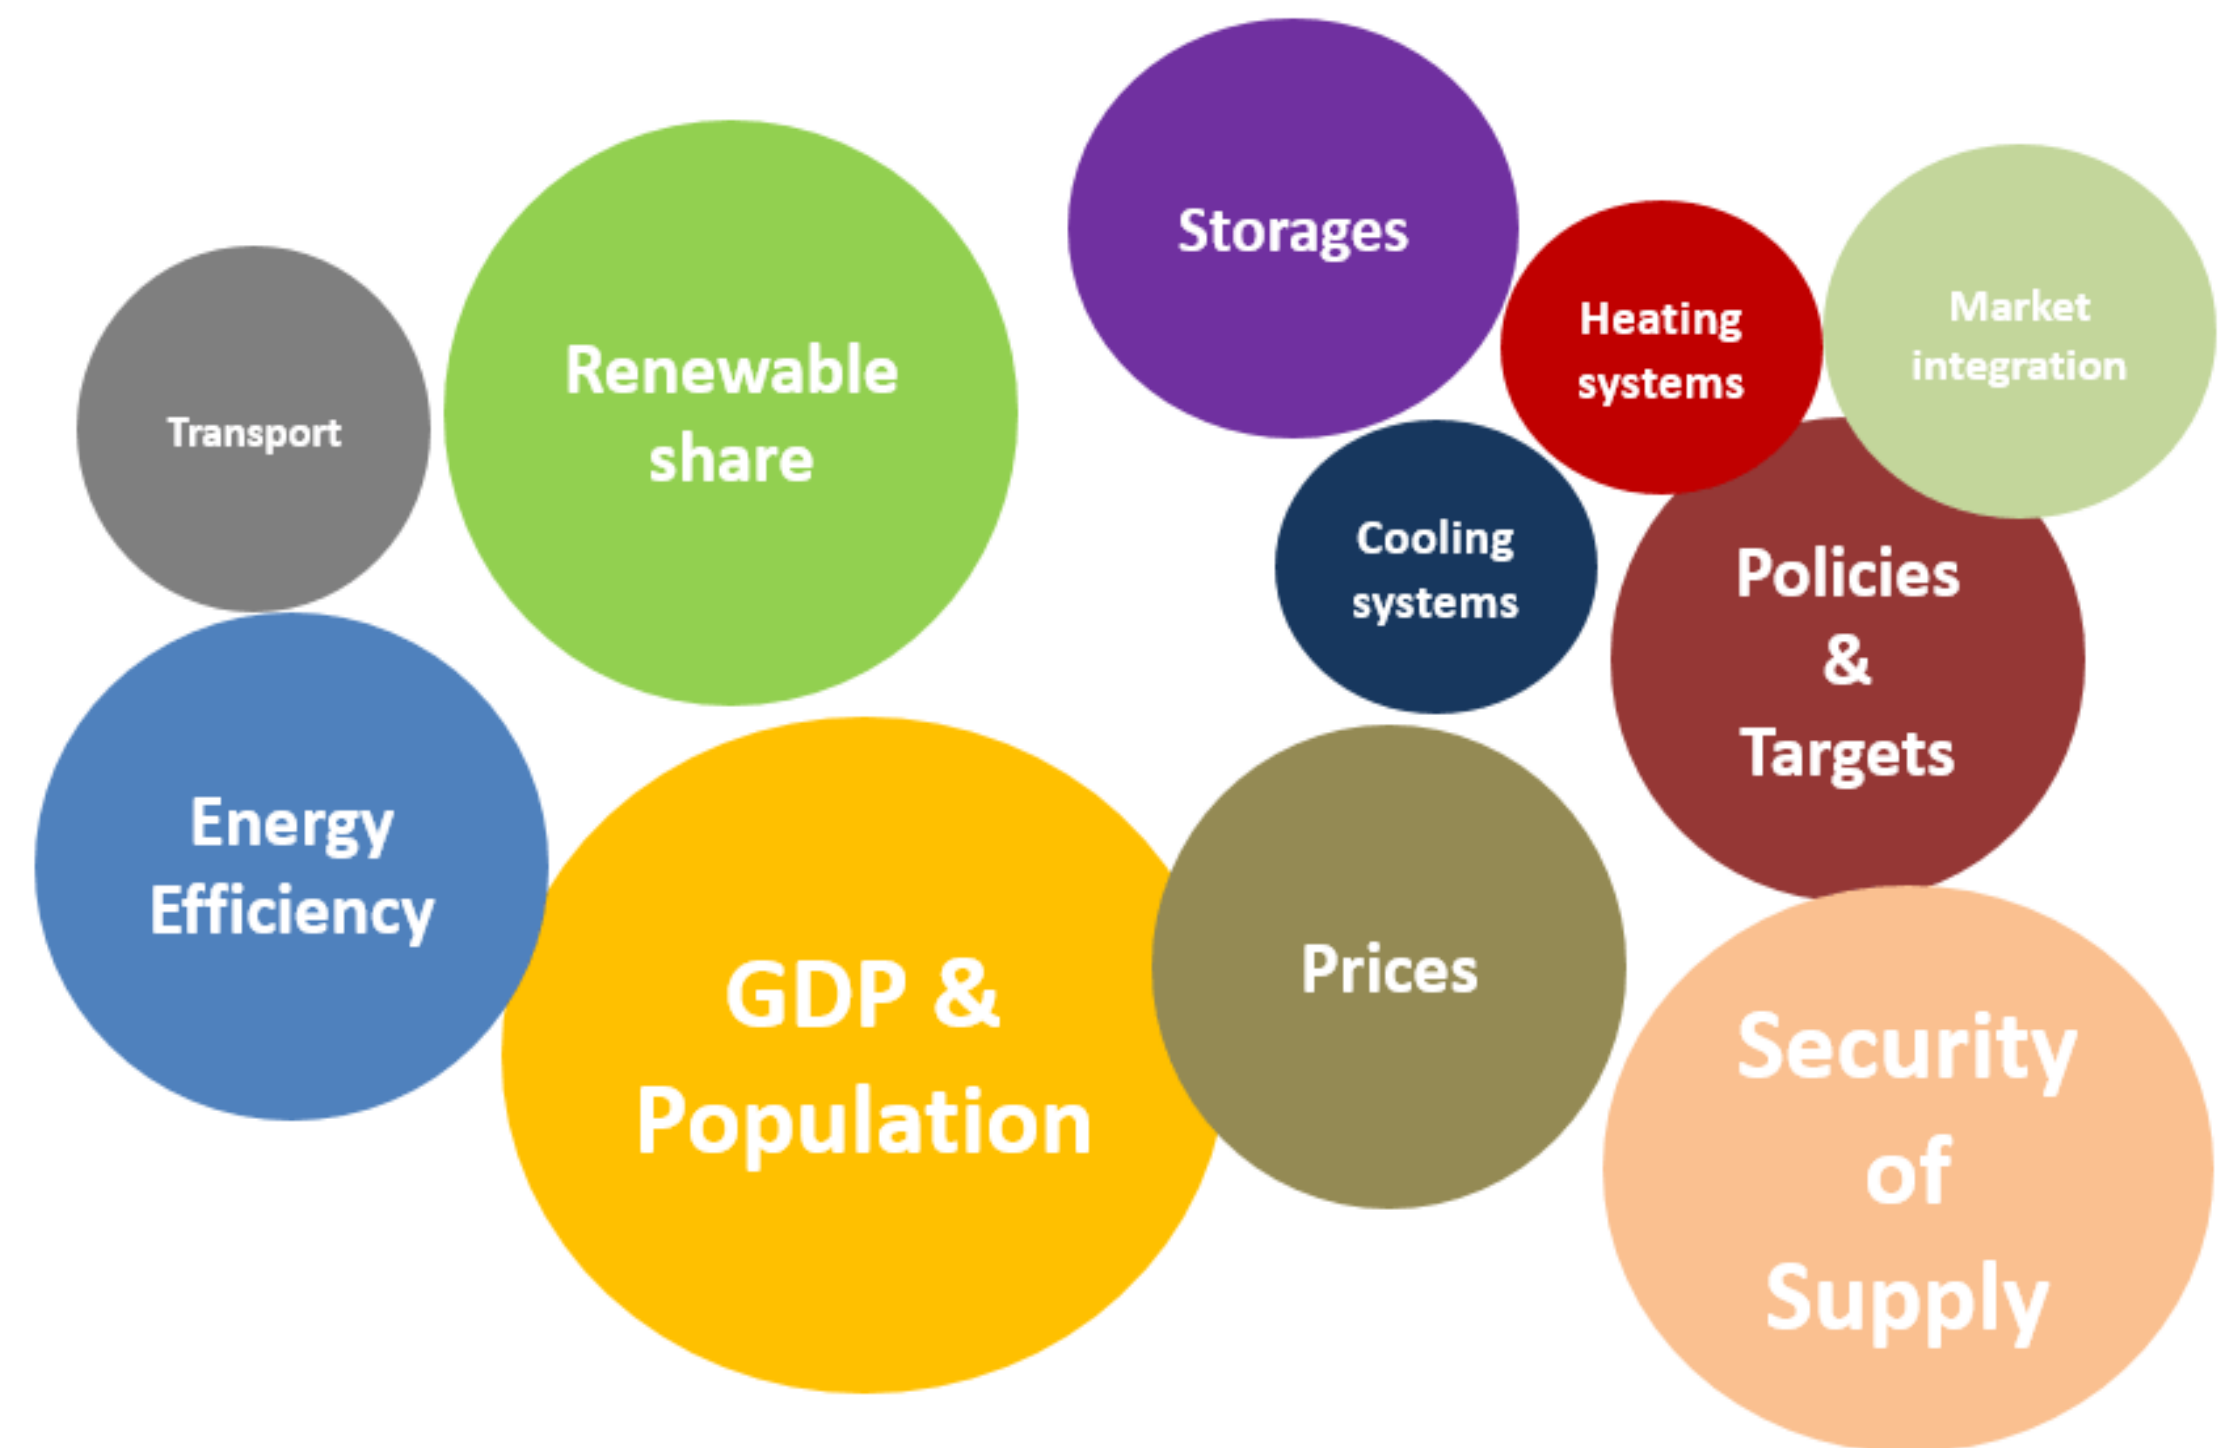 Storages
Heating
systems
Market
integration
Renewable
share
Transport
Cooling
systems
Policies
&
Targets
Energy
Efficiency
GDP &
Population
Prices
Security
of
Supply